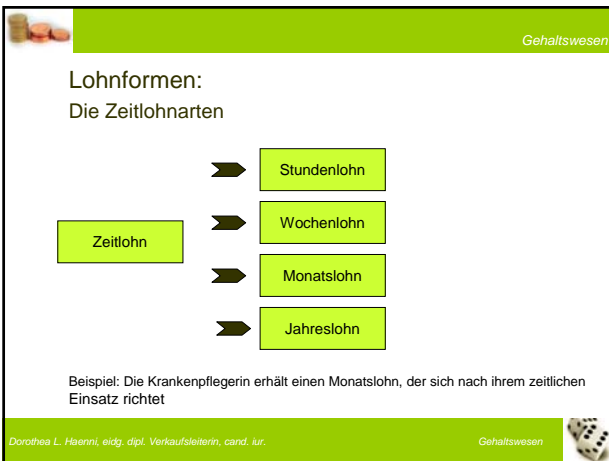 Gehaltswesen
Lohnformen:
Die Zeitlohnarten
Stundenlohn
Wochenlohn
Zeitlohn
Monatslohn
Jahreslohn
Beispiel: Die Krankenpflegerin erhält einen Monatslohn, der sich nach ihrem zeitlichen
Einsatz richtet
Dorothea L. Haenni, eidg. dipl. Verkaufsleiterin, cand. iur.
Gehaltswesen